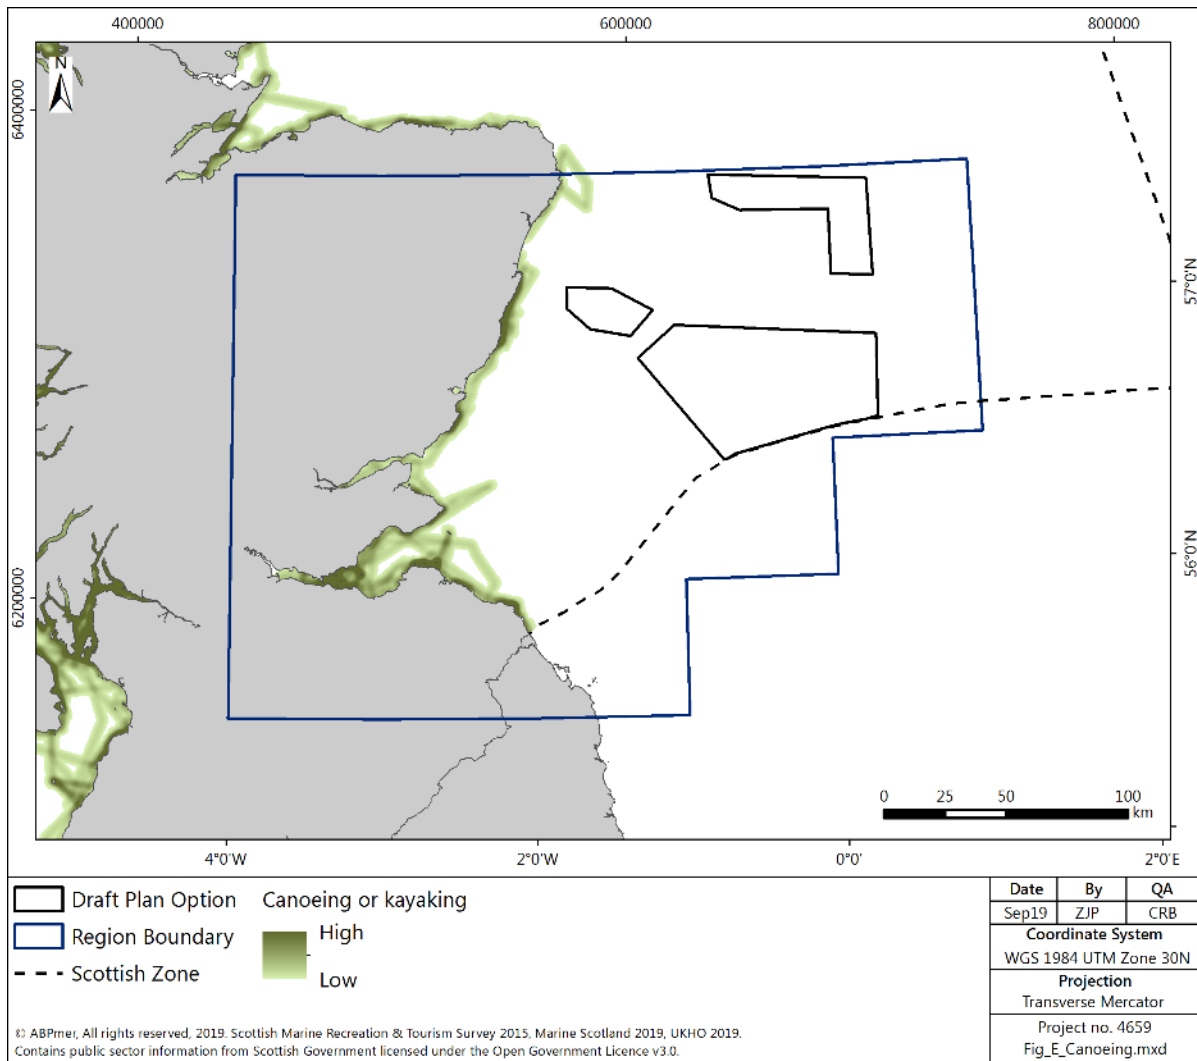 400000 600000 800000
N
6400000
57°0'N
56°0'N
6200000
0 25 50 100
km
4°0'W 2°0'W 0°0' 2°0'E
Draft Plan Option
Region Boundary
Scottish Zone
Canoeing or kayaking
High
Low
Date By QA
Sep19 ZJP CRB
Coordinate System
WGS 1984 UTM Zone 30N
Projection
Transverse Mercator
Project no. 4659
Fig_E_Canoeing.mxd
© ABPmer, All rights reserved, 2019. Scottish Marine Recreation & Tourism Survey 2015, Marine Scotland 2019, UKHO 2019.
Contains public sector information from Scottish Government licensed under the Open Government Licence v3.0.